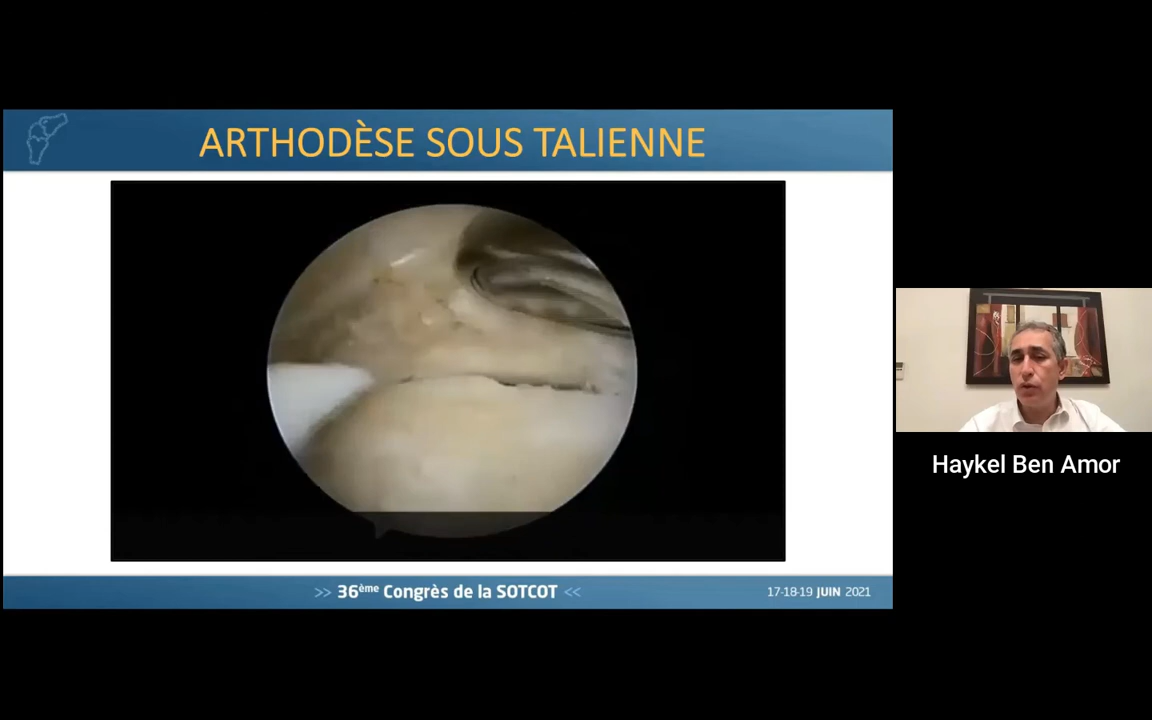 ARTHODÈSE SOUS TALIENNE
Haykel Ben Amor
>> 36ème Congrès de la SOTCOT <<
17-18-19 JUIN 2021